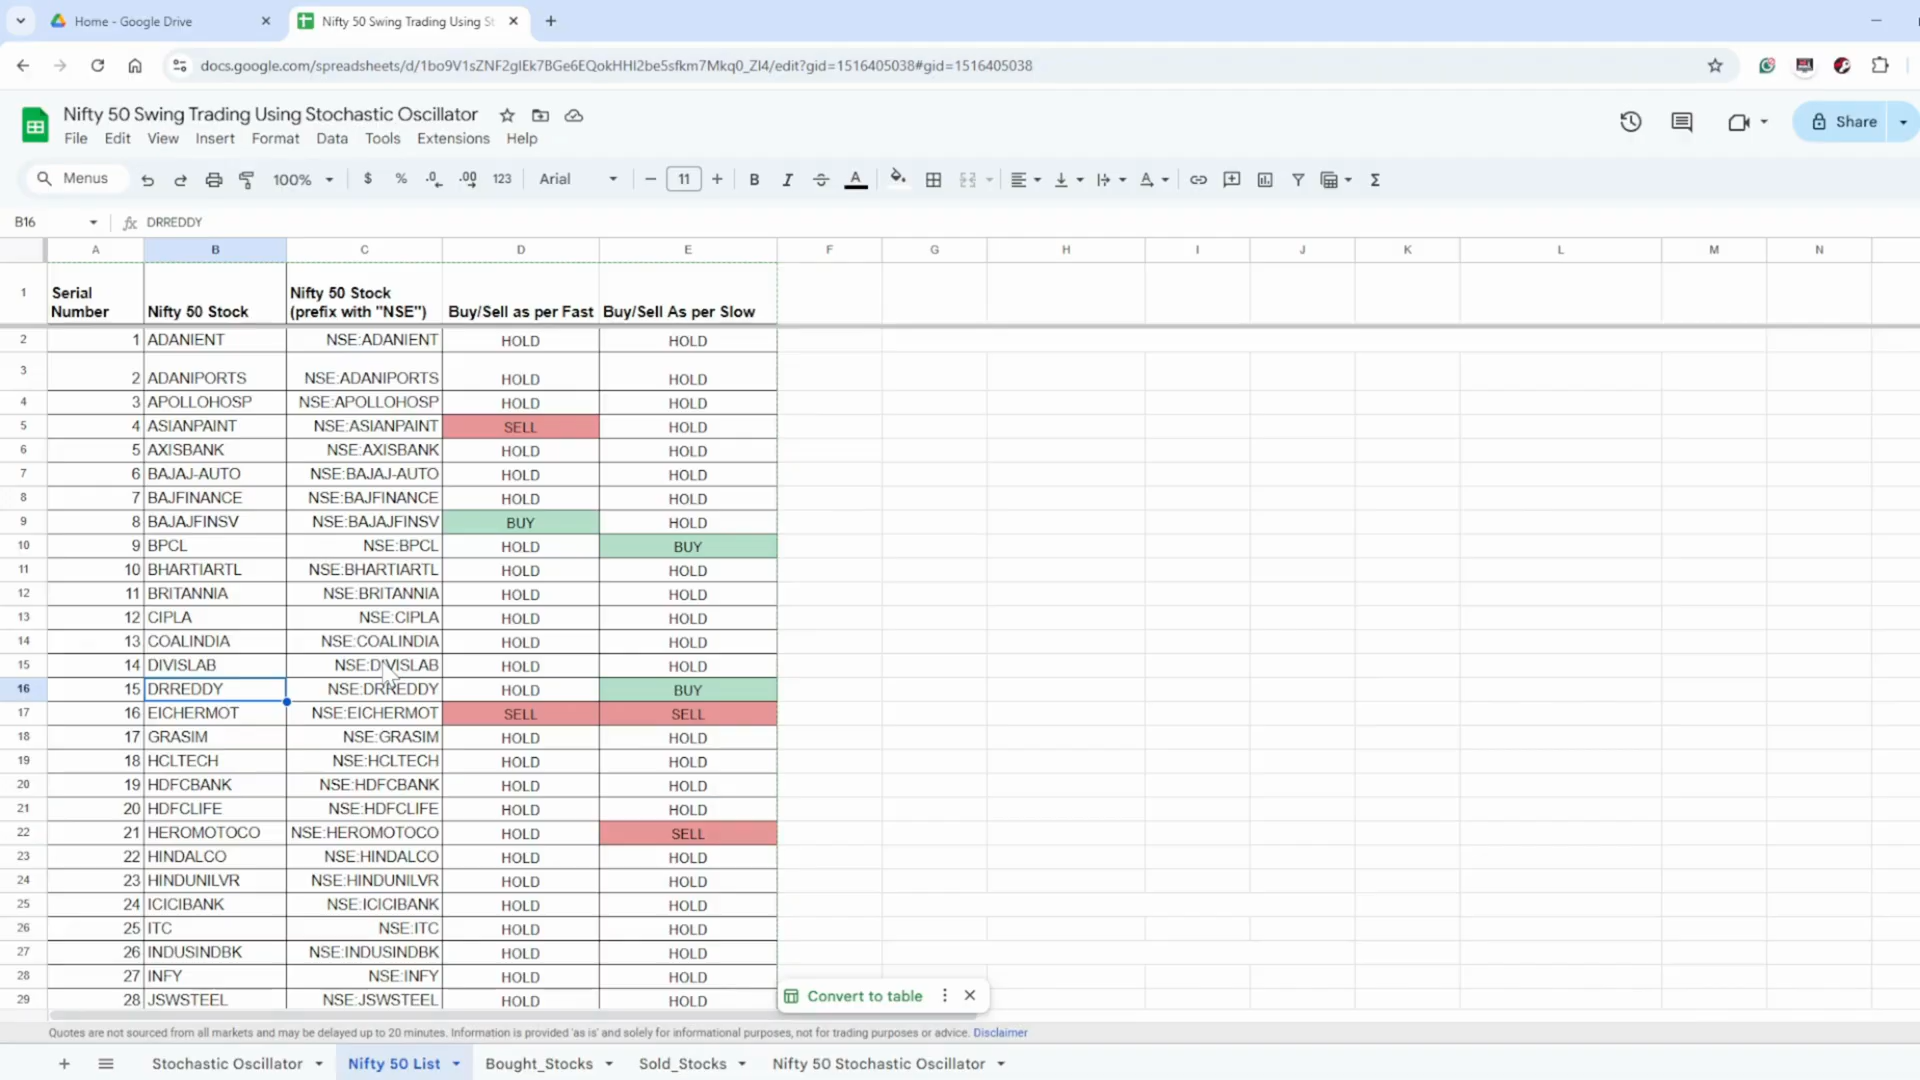 Home - Google Drive
Nifty 50 Swing Trading Using St
docs.google.com/spreadsheets/d/1bo9V1sZNF2glEk7BGe6EQokHHl2be5sfkm7Mkq0_Zl4/edit?gid=1516405038#gid=1516405038
Nifty 50 Swing Trading Using Stochastic Oscillator
File Edit View Insert Format Data Tools Extensions Help
Share
Menus 100% $ % .0 .00 123 Arial 11 B I A
B16 fx DRREDDY
A B C D E F G H I J K L M N
1 Serial Number Nifty 50 Stock Nifty 50 Stock (prefix with "NSE") Buy/Sell as per Fast Buy/Sell As per Slow
2 1 ADANIENT NSE:ADANIENT HOLD HOLD
3 2 ADANIPORTS NSE:ADANIPORTS HOLD HOLD
4 3 APOLLOHOSP NSE:APOLLOHOSP HOLD HOLD
5 4 ASIANPAINT NSE:ASIANPAINT SELL HOLD
6 5 AXISBANK NSE:AXISBANK HOLD HOLD
7 6 BAJAJ-AUTO NSE:BAJAJ-AUTO HOLD HOLD
8 7 BAJFINANCE NSE:BAJFINANCE HOLD HOLD
9 8 BAJAJFINSV NSE:BAJAJFINSV BUY HOLD
10 9 BPCL NSE:BPCL HOLD BUY
11 10 BHARTIARTL NSE:BHARTIARTL HOLD HOLD
12 11 BRITANNIA NSE:BRITANNIA HOLD HOLD
13 12 CIPLA NSE:CIPLA HOLD HOLD
14 13 COALINDIA NSE:COALINDIA HOLD HOLD
15 14 DIVISLAB NSE:DIVISLAB HOLD HOLD
16 15 DRREDDY NSE:DRREDDY HOLD BUY
17 16 EICHERMOT NSE:EICHERMOT SELL SELL
18 17 GRASIM NSE:GRASIM HOLD HOLD
19 18 HCLTECH NSE:HCLTECH HOLD HOLD
20 19 HDFCBANK NSE:HDFCBANK HOLD HOLD
21 20 HDFCLIFE NSE:HDFCLIFE HOLD HOLD
22 21 HEROMOTOCO NSE:HEROMOTOCO HOLD SELL
23 22 HINDALCO NSE:HINDALCO HOLD HOLD
24 23 HINDUNILVR NSE:HINDUNILVR HOLD HOLD
25 24 ICICIBANK NSE:ICICIBANK HOLD HOLD
26 25 ITC NSE:ITC HOLD HOLD
27 26 INDUSINDBK NSE:INDUSINDBK HOLD HOLD
28 27 INFY NSE:INFY HOLD HOLD
29 28 JSWSTEEL NSE:JSWSTEEL HOLD HOLD
Convert to table
Quotes are not sourced from all markets and may be delayed up to 20 minutes. Information is provided 'as is' and solely for informational purposes, not for trading purposes or advice. Disclaimer
Stochastic Oscillator Nifty 50 List Bought_Stocks Sold_Stocks Nifty 50 Stochastic Oscillator